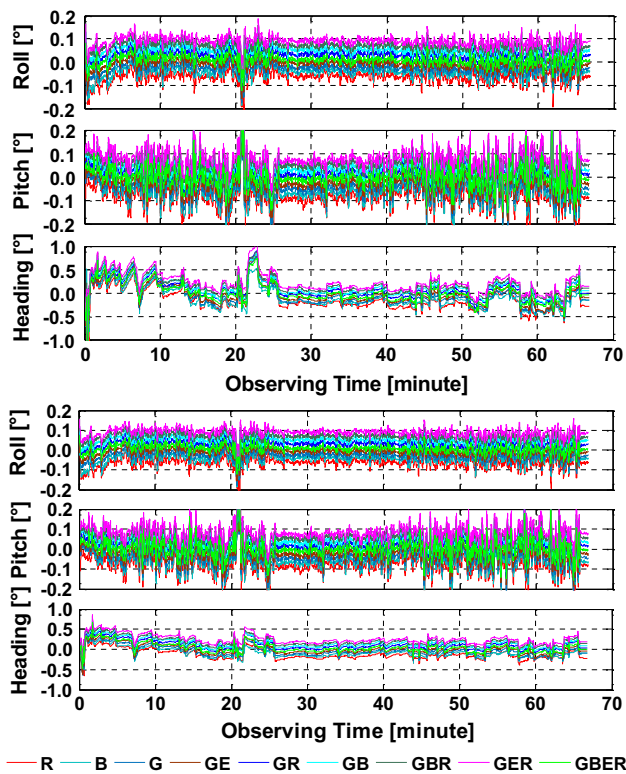 Roll [°]
0.2
0.1
0.0
-0.1
-0.2
Pitch [°]
0.2
0.1
0.0
-0.1
-0.2
Heading [°]
1.0
0.5
0.0
-0.5
-1.0
0 10 20 30 40 50 60 70
Observing Time [minute]
Roll [°]
0.2
0.1
0.0
-0.1
-0.2
Pitch [°]
0.2
0.1
0.0
-0.1
-0.2
Heading [°]
1.0
0.5
0.0
-0.5
-1.0
0 10 20 30 40 50 60 70
Observing Time [minute]
R B G GE GR GB GBR GER GBER